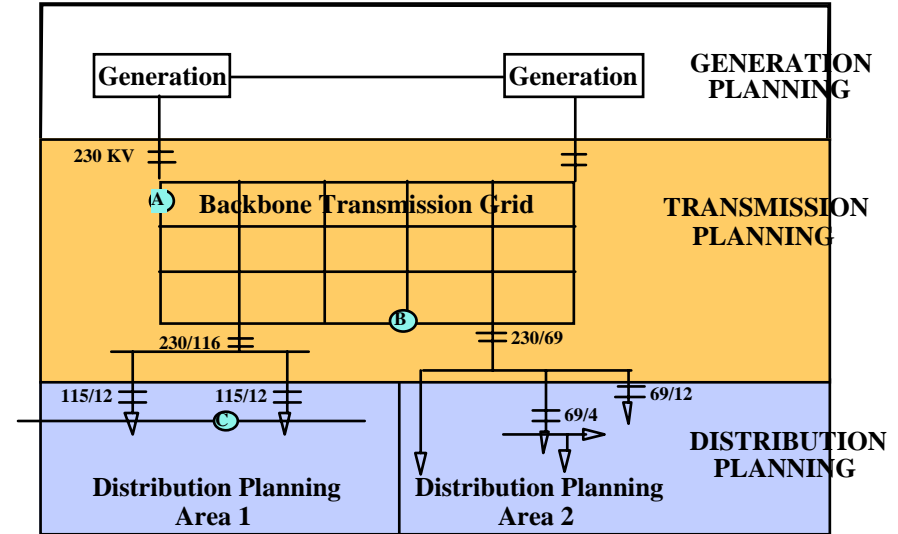 Generation
Generation
GENERATION
PLANNING
230 KV
A
Backbone Transmission Grid
TRANSMISSION
PLANNING
B
230/116
230/69
115/12
115/12
69/12
C
69/4
DISTRIBUTION
PLANNING
Distribution Planning
Area 1
Distribution Planning
Area 2